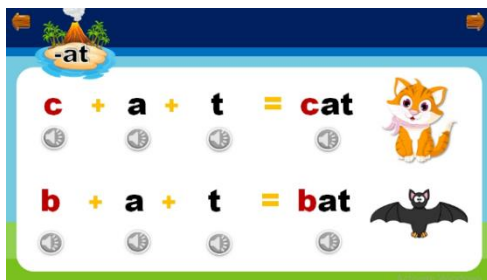 -at
c + a + t = cat
b + a + t = bat